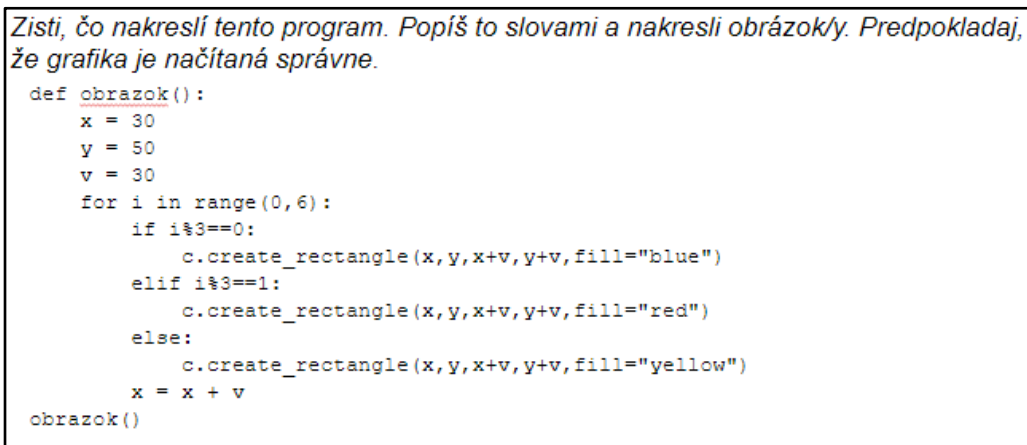 Zisti, čo nakreslí tento program. Popíš to slovami a nakresli obrázok/y. Predpokladaj,
že grafika je načítaná správne.
def obrazok():
    x = 30
    y = 50
    v = 30
    for i in range(0,6):
        if i%3==0:
            c.create_rectangle(x,y,x+v,y+v,fill="blue")
        elif i%3==1:
            c.create_rectangle(x,y,x+v,y+v,fill="red")
        else:
            c.create_rectangle(x,y,x+v,y+v,fill="yellow")
        x = x + v
obrazok()